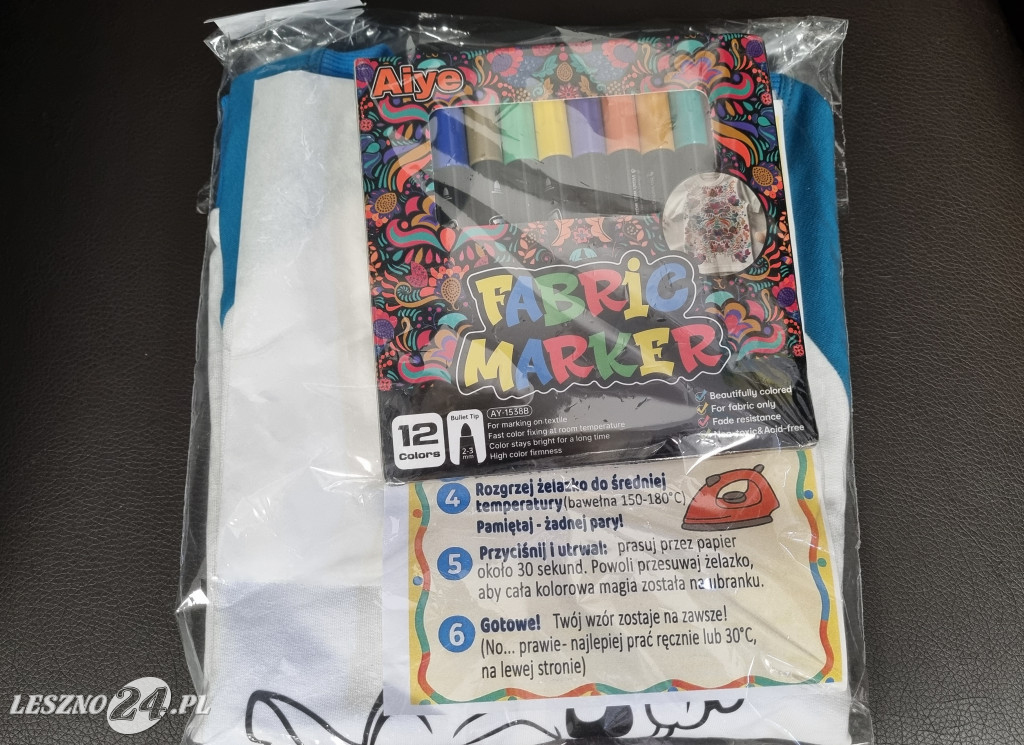 Aiye
FABRIC
MARKER
Beautifully colored
For fabric only
Fade resistance
Non-toxic&Acid-free
12
Colors
Bullet Tip
2-3
mm
AY-1538B
For marking on textile
Fast color fixing at room temperature
Color stays bright for a long time
High color firmness
4 Rozgrzej żelazko do średniej
temperatury (bawełna 150-180°C)
Pamiętaj - żadnej pary!
5 Przyciśnij i utrwal: prasuj przez papier
około 30 sekund. Powoli przesuwaj żelazko,
aby cała kolorowa magia została na ubranku.
6 Gotowe! Twój wzór zostaje na zawsze!
(No... prawie- najlepiej prać ręcznie lub 30°C,
na lewej stronie)
LESZNO24.PL